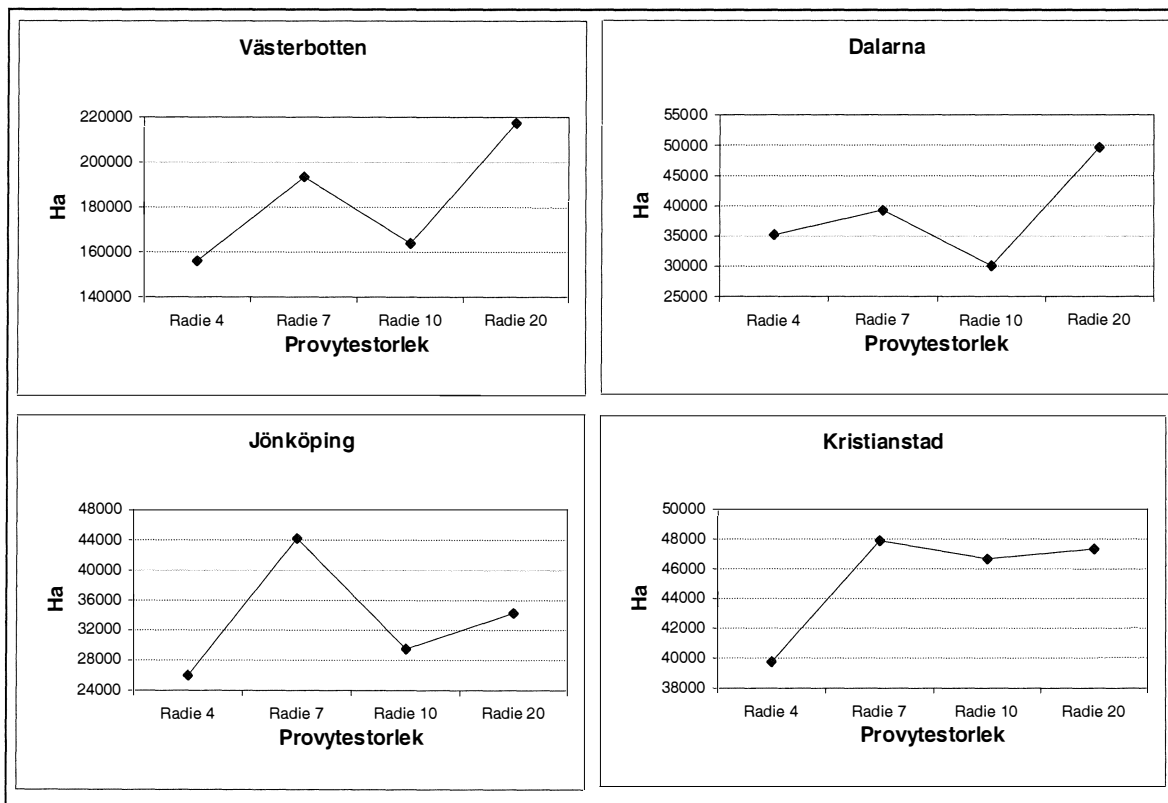 Västerbotten
Ha
220000
200000
180000
160000
140000
Radie 4 Radie 7 Radie 10 Radie 20
Provytestorlek
Dalarna
Ha
55000
50000
45000
40000
35000
30000
25000
Radie 4 Radie 7 Radie 10 Radie 20
Provytestorlek
Jönköping
Ha
48000
44000
40000
36000
32000
28000
24000
Radie 4 Radie 7 Radie 10 Radie 20
Provytestorlek
Kristianstad
Ha
50000
48000
46000
44000
42000
40000
38000
Radie 4 Radie 7 Radie 10 Radie 20
Provytestorlek